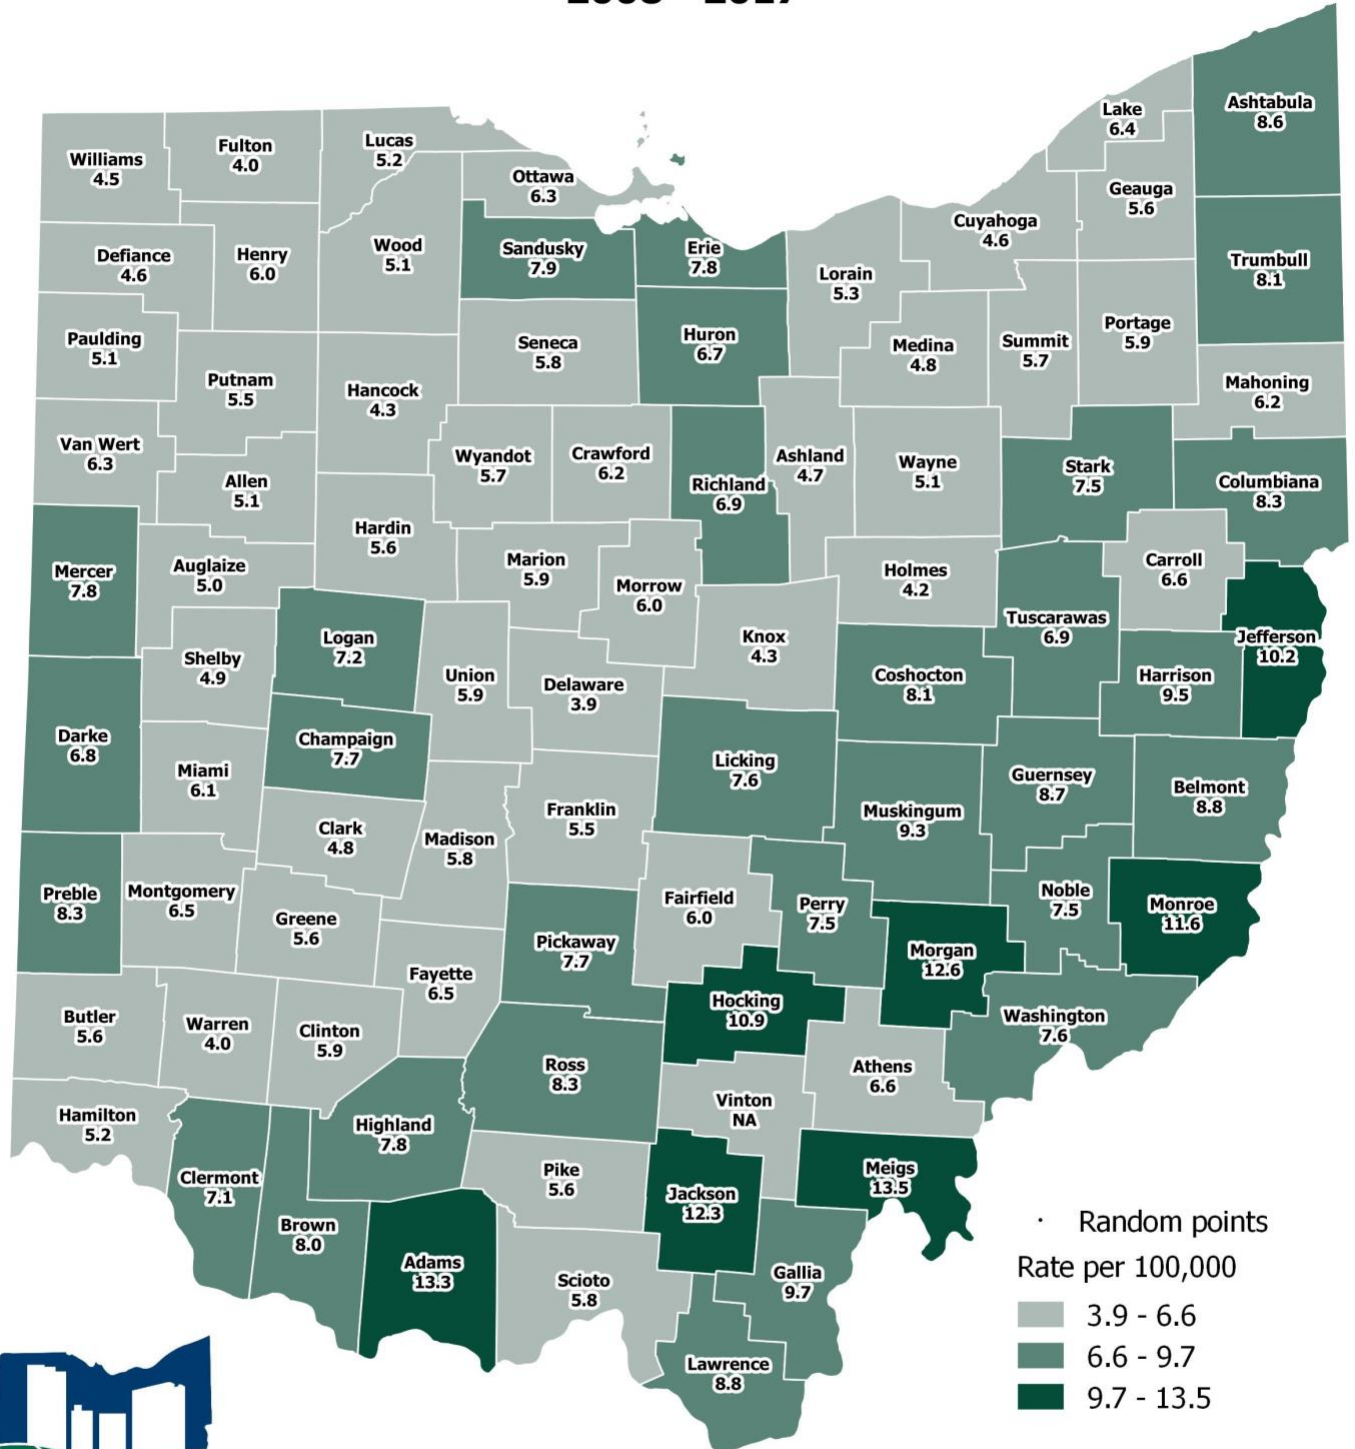 Lake
6.4
Ashtabula
8.6
Williams
4.5
Fulton
4.0
Lucas
5.2
Ottawa
6.3
Geauga
5.6
Cuyahoga
4.6
Defiance
4.6
Henry
6.0
Wood
5.1
Sandusky
7.9
Erie
7.8
Lorain
5.3
Trumbull
8.1
Paulding
5.1
Seneca
5.8
Huron
6.7
Medina
4.8
Summit
5.7
Portage
5.9
Putnam
5.5
Hancock
4.3
Mahoning
6.2
Van Wert
6.3
Allen
5.1
Wyandot
5.7
Crawford
6.2
Richland
6.9
Ashland
4.7
Wayne
5.1
Stark
7.5
Columbiana
8.3
Hardin
5.6
Mercer
7.8
Auglaize
5.0
Marion
5.9
Morrow
6.0
Holmes
4.2
Carroll
6.6
Tuscarawas
6.9
Jefferson
10.2
Logan
7.2
Shelby
4.9
Union
5.9
Delaware
3.9
Knox
4.3
Coshocton
8.1
Harrison
9.5
Darke
6.8
Miami
6.1
Champaign
7.7
Licking
7.6
Guernsey
8.7
Belmont
8.8
Clark
4.8
Madison
5.8
Franklin
5.5
Muskingum
9.3
Preble
8.3
Montgomery
6.5
Greene
5.6
Fairfield
6.0
Perry
7.5
Noble
7.5
Monroe
11.6
Pickaway
7.7
Morgan
12.6
Fayette
6.5
Hocking
10.9
Washington
7.6
Butler
5.6
Warren
4.0
Clinton
5.9
Ross
8.3
Athens
6.6
Vinton
NA
Hamilton
5.2
Highland
7.8
Clermont
7.1
Pike
5.6
Jackson
12.3
Meigs
13.5
Brown
8.0
Adams
13.3
Scioto
5.8
Gallia
9.7
Lawrence
8.8
Random points
Rate per 100,000
3.9 - 6.6
6.6 - 9.7
9.7 - 13.5